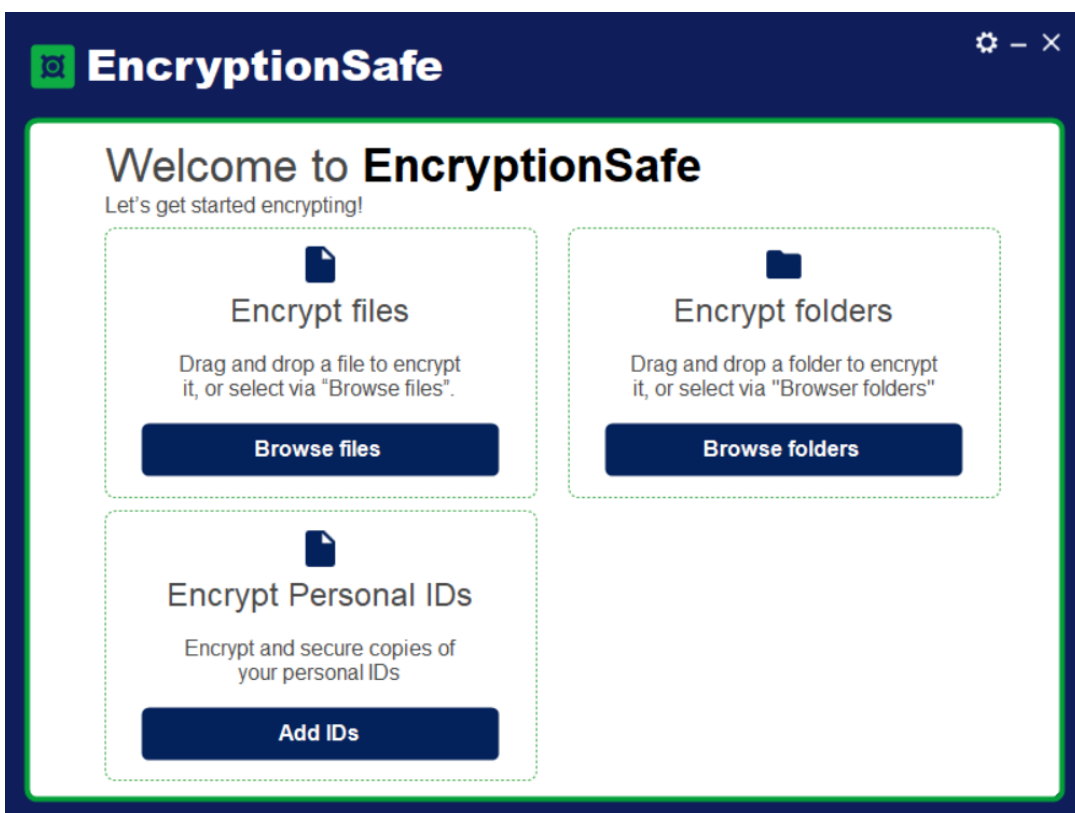 EncryptionSafe
Welcome to EncryptionSafe
Let's get started encrypting!
Encrypt files
Drag and drop a file to encrypt
it, or select via “Browse files”.
Browse files
Encrypt folders
Drag and drop a folder to encrypt
it, or select via "Browser folders"
Browse folders
Encrypt Personal IDs
Encrypt and secure copies of
your personal IDs
Add IDs